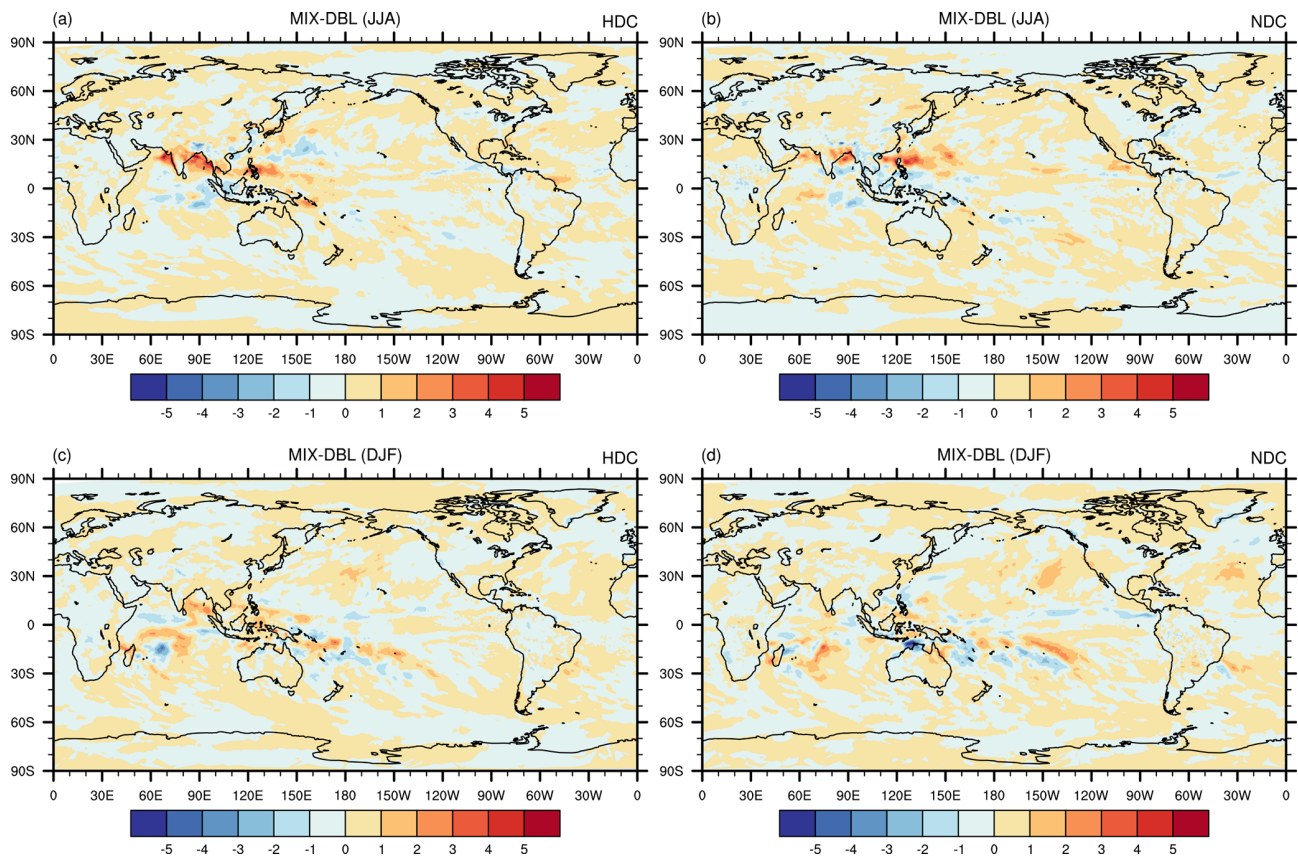 (a) MIX-DBL (JJA) HDC
90N
60N
30N
0
30S
60S
90S
0 30E 60E 90E 120E 150E 180 150W 120W 90W 60W 30W 0
-5 -4 -3 -2 -1 0 1 2 3 4 5
(b) MIX-DBL (JJA) NDC
90N
60N
30N
0
30S
60S
90S
0 30E 60E 90E 120E 150E 180 150W 120W 90W 60W 30W 0
-5 -4 -3 -2 -1 0 1 2 3 4 5
(c) MIX-DBL (DJF) HDC
90N
60N
30N
0
30S
60S
90S
0 30E 60E 90E 120E 150E 180 150W 120W 90W 60W 30W 0
-5 -4 -3 -2 -1 0 1 2 3 4 5
(d) MIX-DBL (DJF) NDC
90N
60N
30N
0
30S
60S
90S
0 30E 60E 90E 120E 150E 180 150W 120W 90W 60W 30W 0
-5 -4 -3 -2 -1 0 1 2 3 4 5